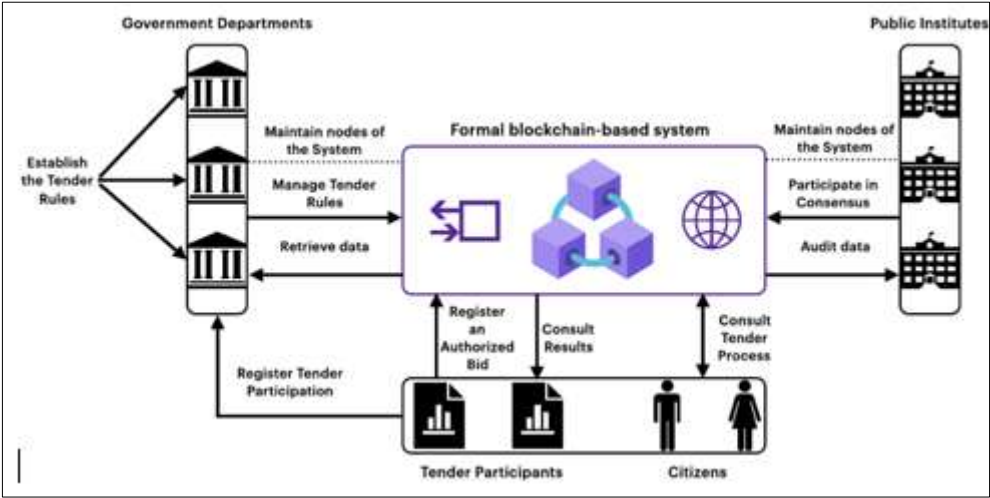 Government Departments
Public Institutes
Establish
the Tender
Rules
Maintain nodes of
the System
Manage Tender
Rules
Retrieve data
Formal blockchain-based system
Maintain nodes of
the System
Participate in
Consensus
Audit data
Register
an
Authorized
Bid
Consult
Results
Consult
Tender
Process
Register Tender
Participation
Tender Participants
Citizens